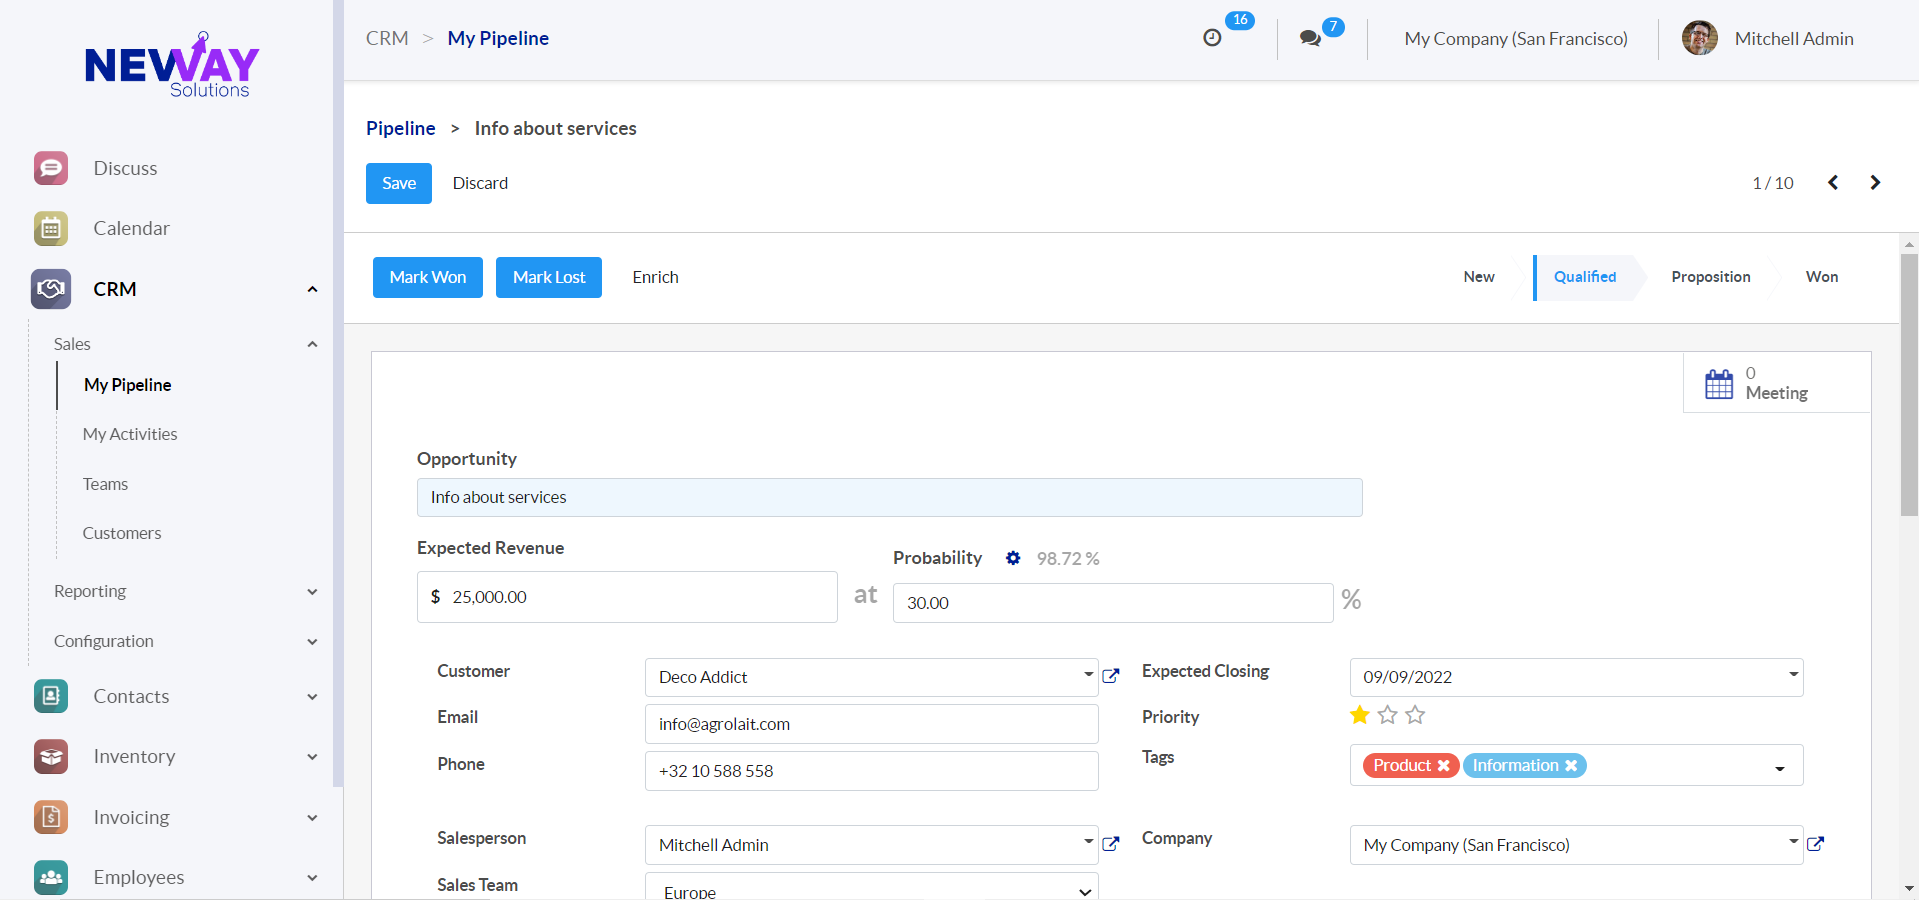 NEWAY
Solutions
CRM > My Pipeline
16
7
My Company (San Francisco)
Mitchell Admin
Discuss
Calendar
CRM
Sales
My Pipeline
My Activities
Teams
Customers
Reporting
Configuration
Contacts
Inventory
Invoicing
Employees
Pipeline > Info about services
Save Discard
1 / 10
Mark Won Mark Lost Enrich
New Qualified Proposition Won
0
Meeting
Opportunity
Info about services
Expected Revenue
$ 25,000.00
at
Probability 98.72 %
30.00 %
Customer Deco Addict
Email info@agrolait.com
Phone +32 10 588 558
Expected Closing 09/09/2022
Priority
Tags Product Information
Salesperson Mitchell Admin
Company My Company (San Francisco)
Sales Team Europe